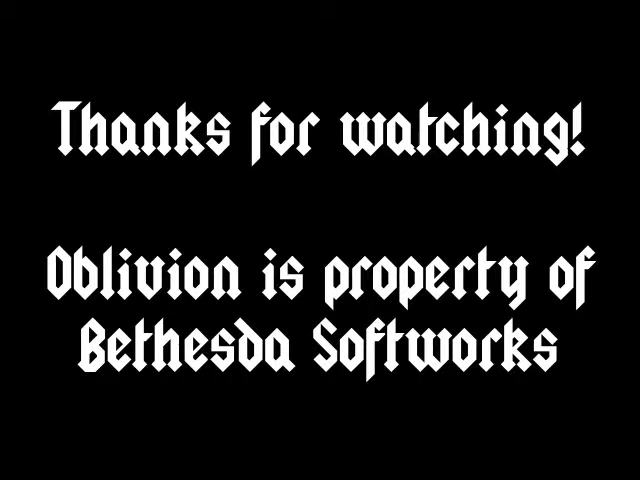 Thanks for watching!
Oblivion is property of
Bethesda Softworks